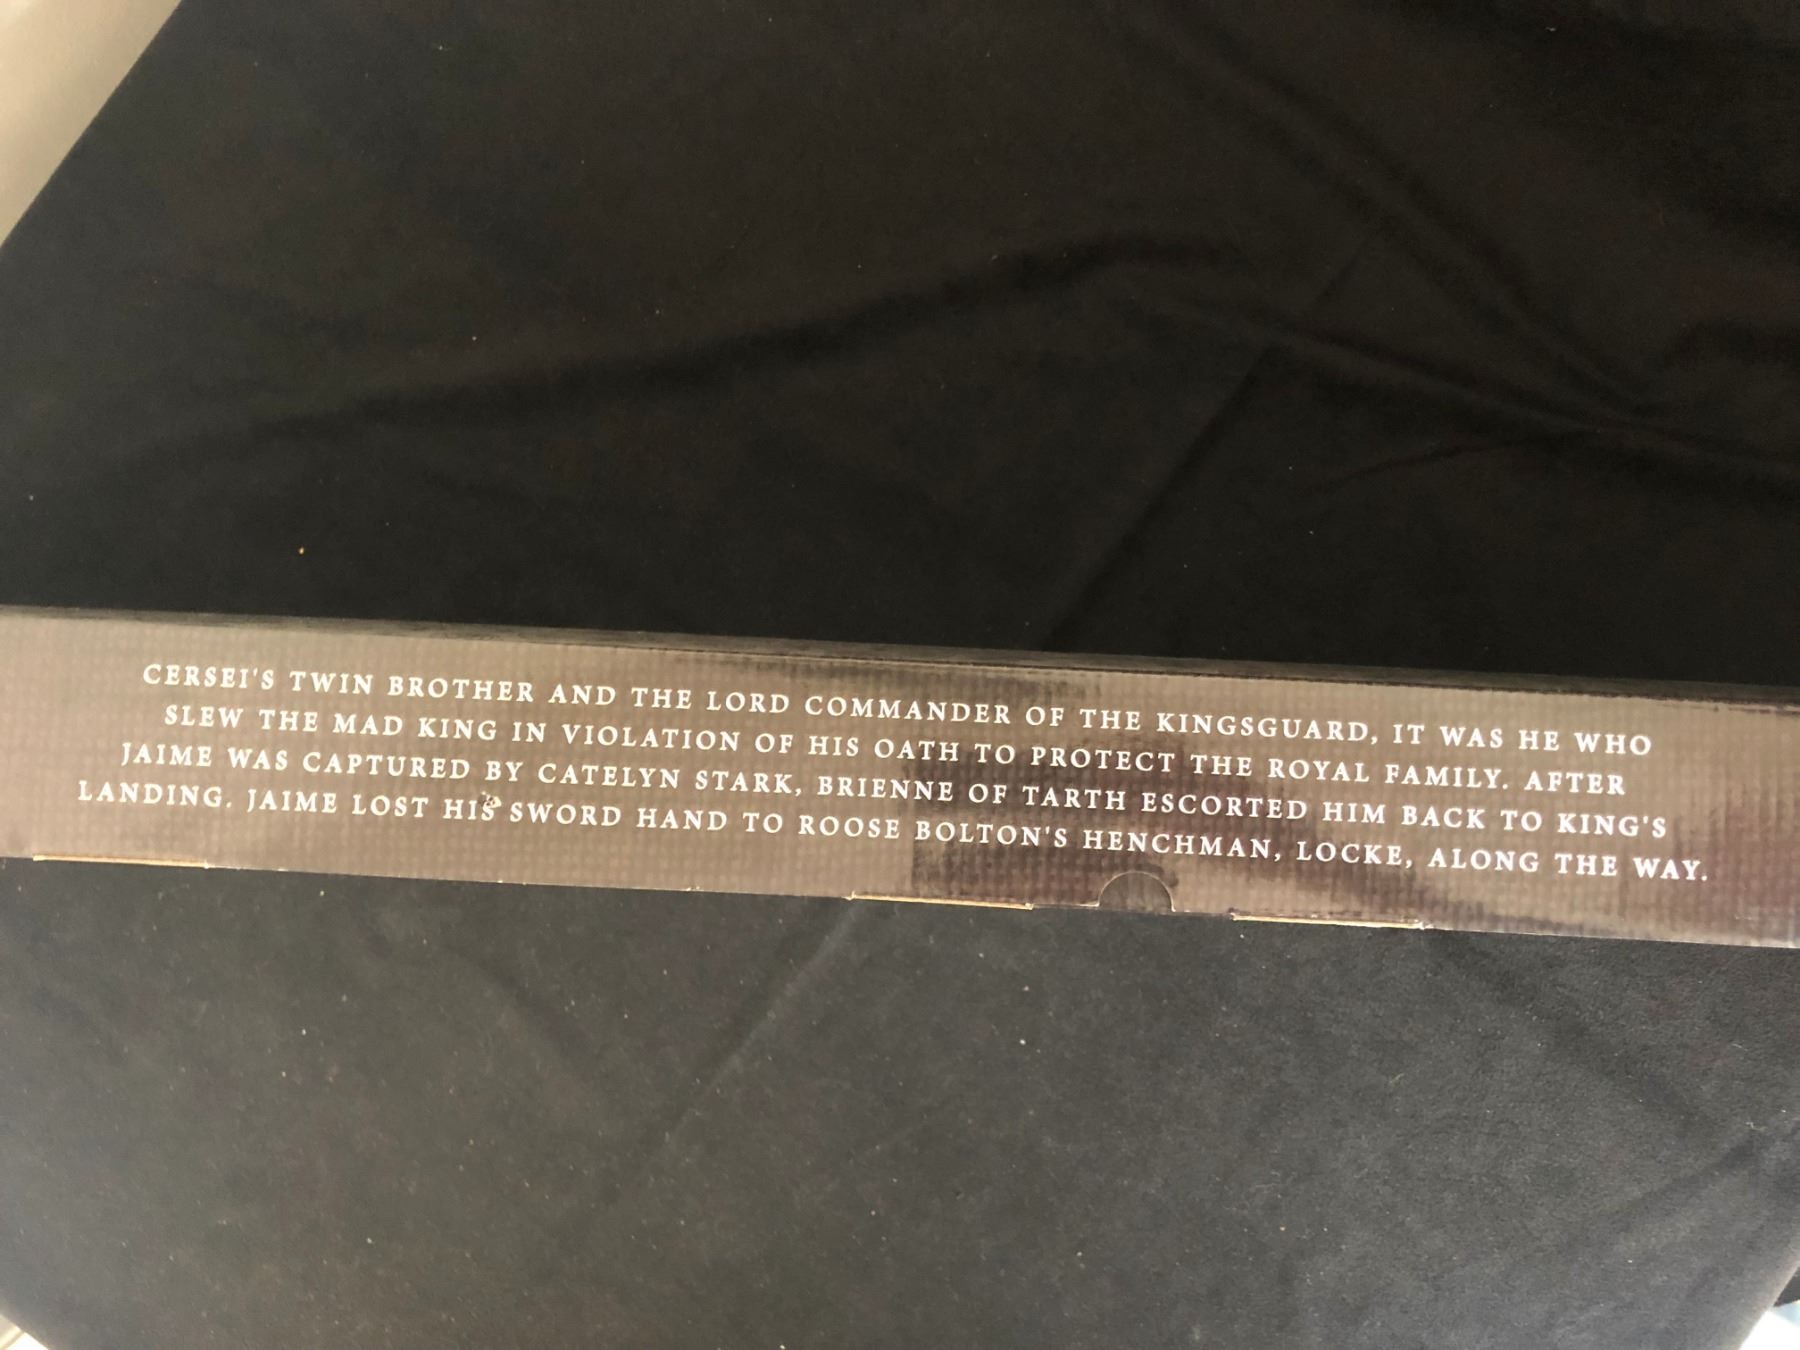 CERSEI'S TWIN BROTHER AND THE LORD COMMANDER OF THE KINGSGUARD, IT WAS HE WHO
SLEW THE MAD KING IN VIOLATION OF HIS OATH TO PROTECT THE ROYAL FAMILY. AFTER
JAIME WAS CAPTURED BY CATELYN STARK, BRIENNE OF TARTH ESCORTED HIM BACK TO KING'S
LANDING. JAIME LOST HIS SWORD HAND TO ROOSE BOLTON'S HENCHMAN, LOCKE, ALONG THE WAY.